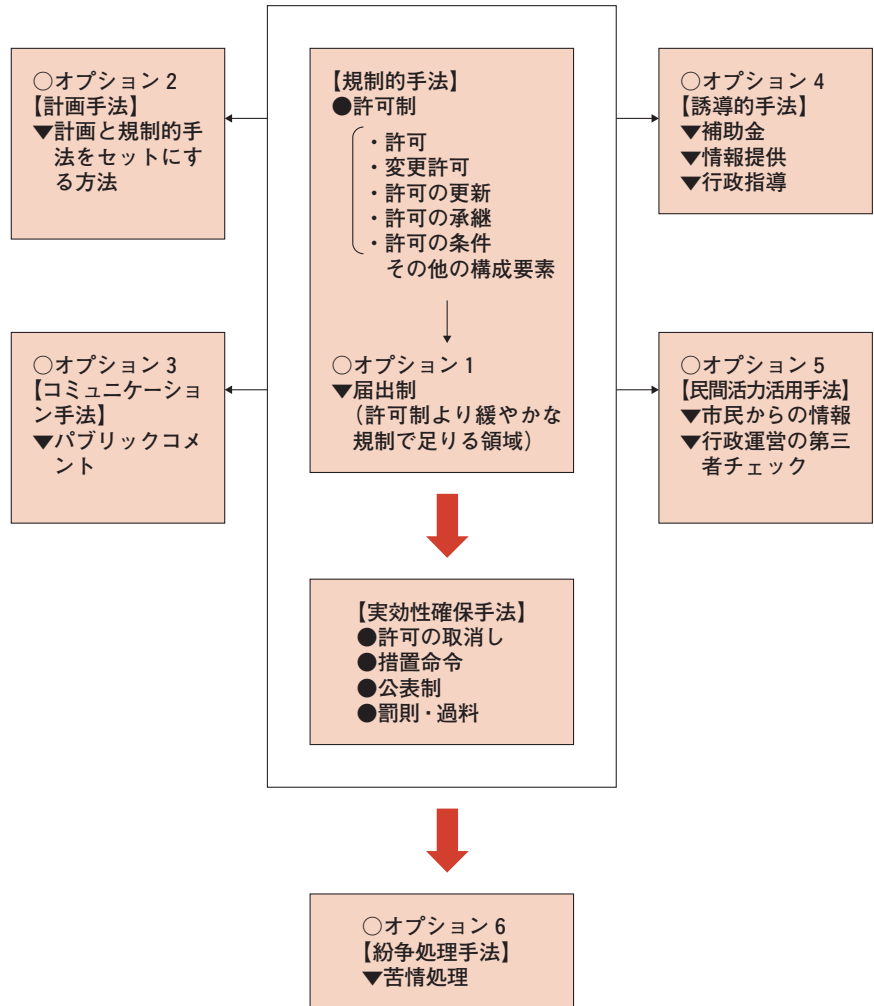 ○オプション 2
【計画手法】
▼計画と規制的手
法をセットにす
る方法
【規制的手法】
●許可制
・許可
・変更許可
・許可の更新
・許可の承継
・許可の条件
その他の構成要素
○オプション 1
▼届出制
（許可制より緩やかな
規制で足りる領域）
○オプション 4
【誘導的手法】
▼補助金
▼情報提供
▼行政指導
○オプション 3
【コミュニケーショ
ン手法】
▼パブリックコメ
ント
○オプション 5
【民間活力活用手法】
▼市民からの情報
▼行政運営の第三
者チェック
【実効性確保手法】
●許可の取消し
●措置命令
●公表制
●罰則・過料
○オプション 6
【紛争処理手法】
▼苦情処理